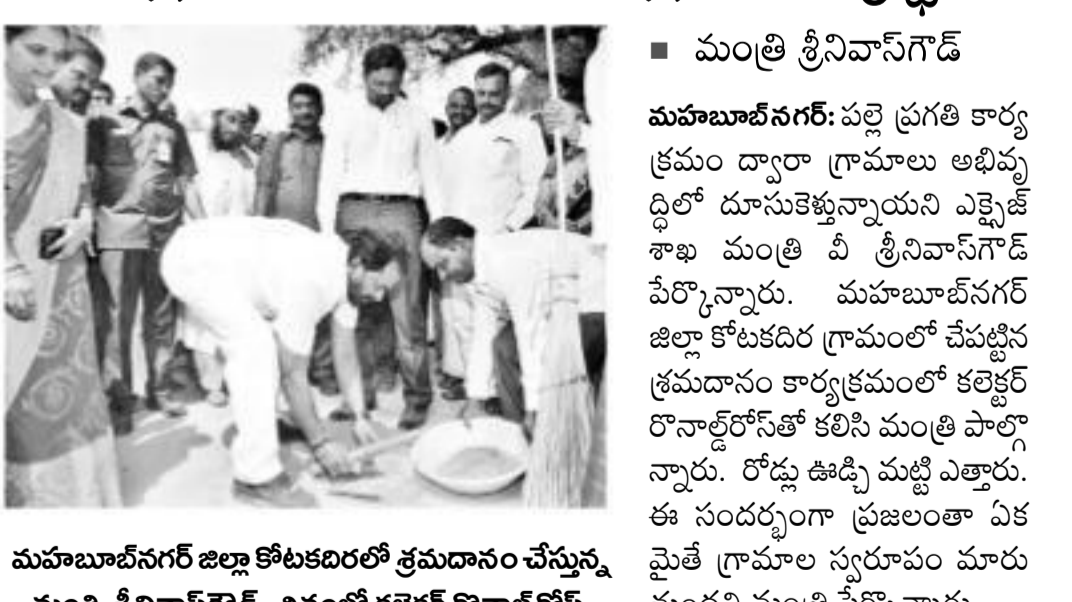 ■ మంత్రి శ్రీనివాస్‌గౌడ్
మహబూబ్‌నగర్: పల్లె ప్రగతి కార్య
క్రమం ద్వారా గ్రామాలు అభివృ
ద్ధిలో దూసుకెళ్తున్నాయని ఎక్సైజ్
శాఖ మంత్రి వీ శ్రీనివాస్‌గౌడ్
పేర్కొన్నారు. మహబూబ్‌నగర్
జిల్లా కోటకదిర గ్రామంలో చేపట్టిన
శ్రమదానం కార్యక్రమంలో కలెక్టర్
రొనాల్డ్‌రోస్‌తో కలిసి మంత్రి పాల్గొ
న్నారు. రోడ్లు ఊడ్చి మట్టి ఎత్తారు.
ఈ సందర్భంగా ప్రజలంతా ఏక
మైతే గ్రామాల స్వరూపం మారు
మహబూబ్‌నగర్ జిల్లా కోటకదిరలో శ్రమదానం చేస్తున్న